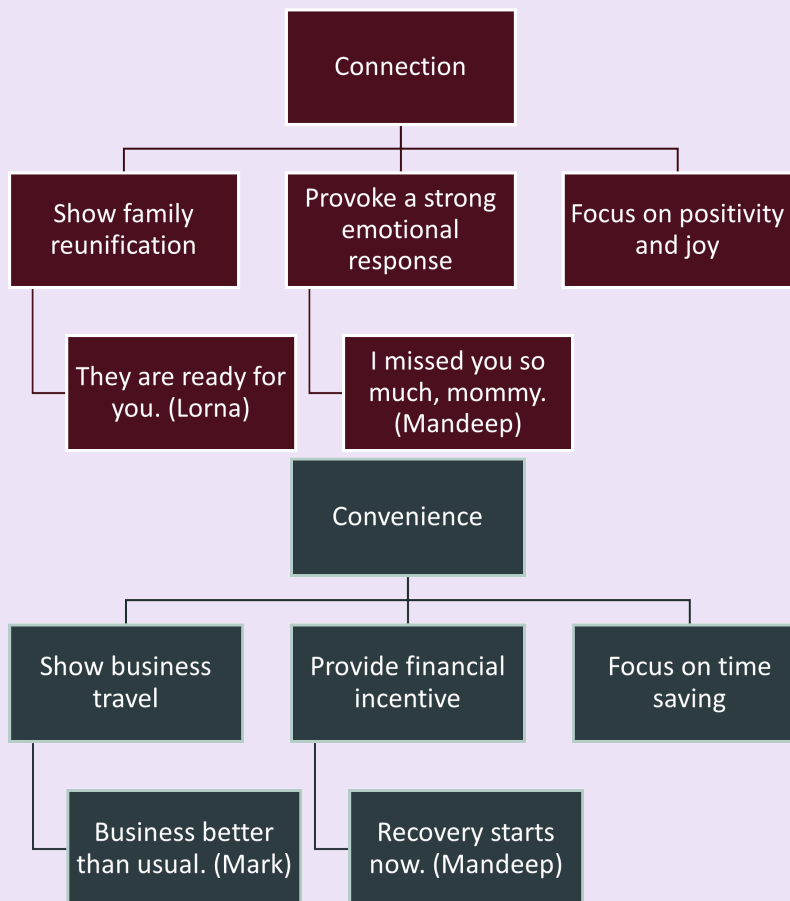 Connection
Show family
reunification
Provoke a strong
emotional
response
Focus on positivity
and joy
They are ready for
you. (Lorna)
I missed you so
much, mommy.
(Mandeep)
Convenience
Show business
travel
Provide financial
incentive
Focus on time
saving
Business better
than usual. (Mark)
Recovery starts
now. (Mandeep)